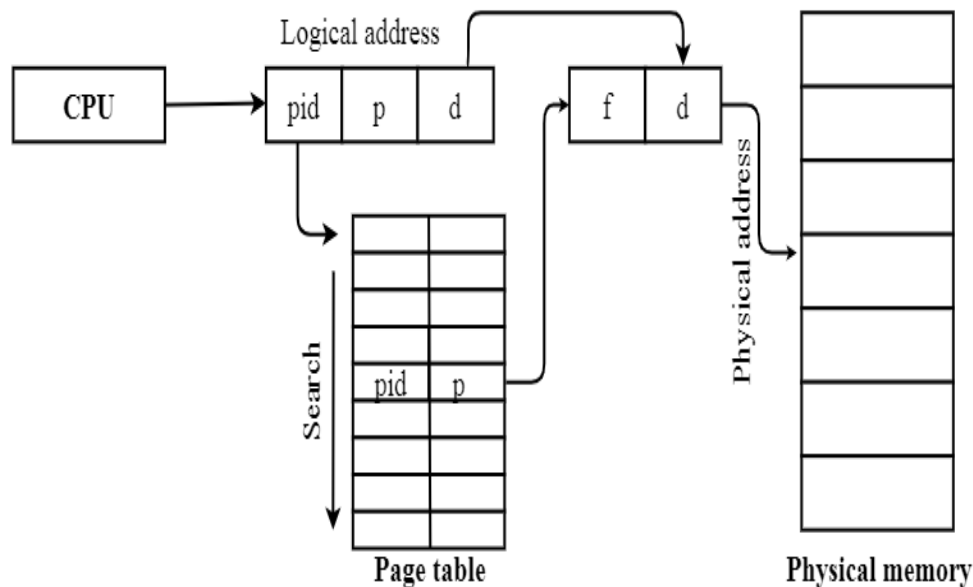 Logical address
CPU
pid
p
d
f
d
Physical address
Search
pid
p
Page table
Physical memory